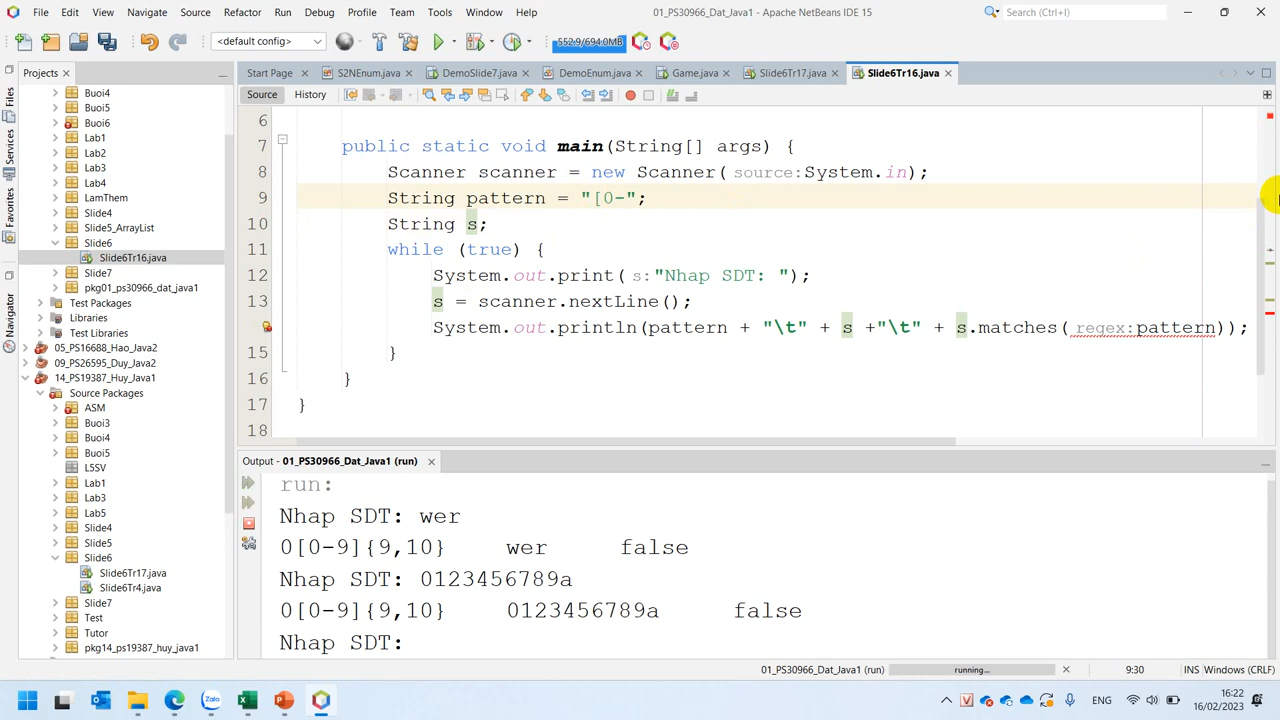 File Edit View Navigate Source Refactor Run Debug Profile Team Tools Window Help 01_PS30966_Dat_Java1 - Apache NetBeans IDE 15 Search (Ctrl+I)
<default config> 552.9/694.0MB
Projects Start Page S2NEnum.java DemoSlide7.java DemoEnum.java Game.java Slide6Tr17.java Slide6Tr16.java
Source History
Files
Services
Favorites
Navigator
Buoi4
Buoi5
Buoi6
Lab1
Lab2
Lab3
Lab4
LamThem
Slide4
Slide5_ArrayList
Slide6
Slide6Tr16.java
Slide7
pkg01_ps30966_dat_java1
Test Packages
Libraries
Test Libraries
05_PS16688_Hao_Java2
09_PS26595_Duy_Java2
14_PS19387_Huy_Java1
Source Packages
ASM
Buoi3
Buoi4
Buoi5
L5SV
Lab1
Lab3
Lab5
Slide4
Slide5
Slide6
Slide6Tr17.java
Slide6Tr4.java
Slide7
Test
Tutor
pkg14_ps19387_huy_java1
6
7 public static void main(String[] args) {
8 Scanner scanner = new Scanner(source:System.in);
9 String pattern = "[0-";
10 String s;
11 while (true) {
12 System.out.print(s:"Nhap SDT: ");
13 s = scanner.nextLine();
System.out.println(pattern + "\t" + s +"\t" + s.matches(regex:pattern));
15 }
16 }
17 }
18
Output - 01_PS30966_Dat_Java1 (run)
run:
Nhap SDT: wer
0[0-9]{9,10} wer false
Nhap SDT: 0123456789a
0[0-9]{9,10} 0123456789a false
Nhap SDT:
01_PS30966_Dat_Java1 (run) running... 9:30 INS Windows (CRLF)
Zalo ENG 16:22
16/02/2023